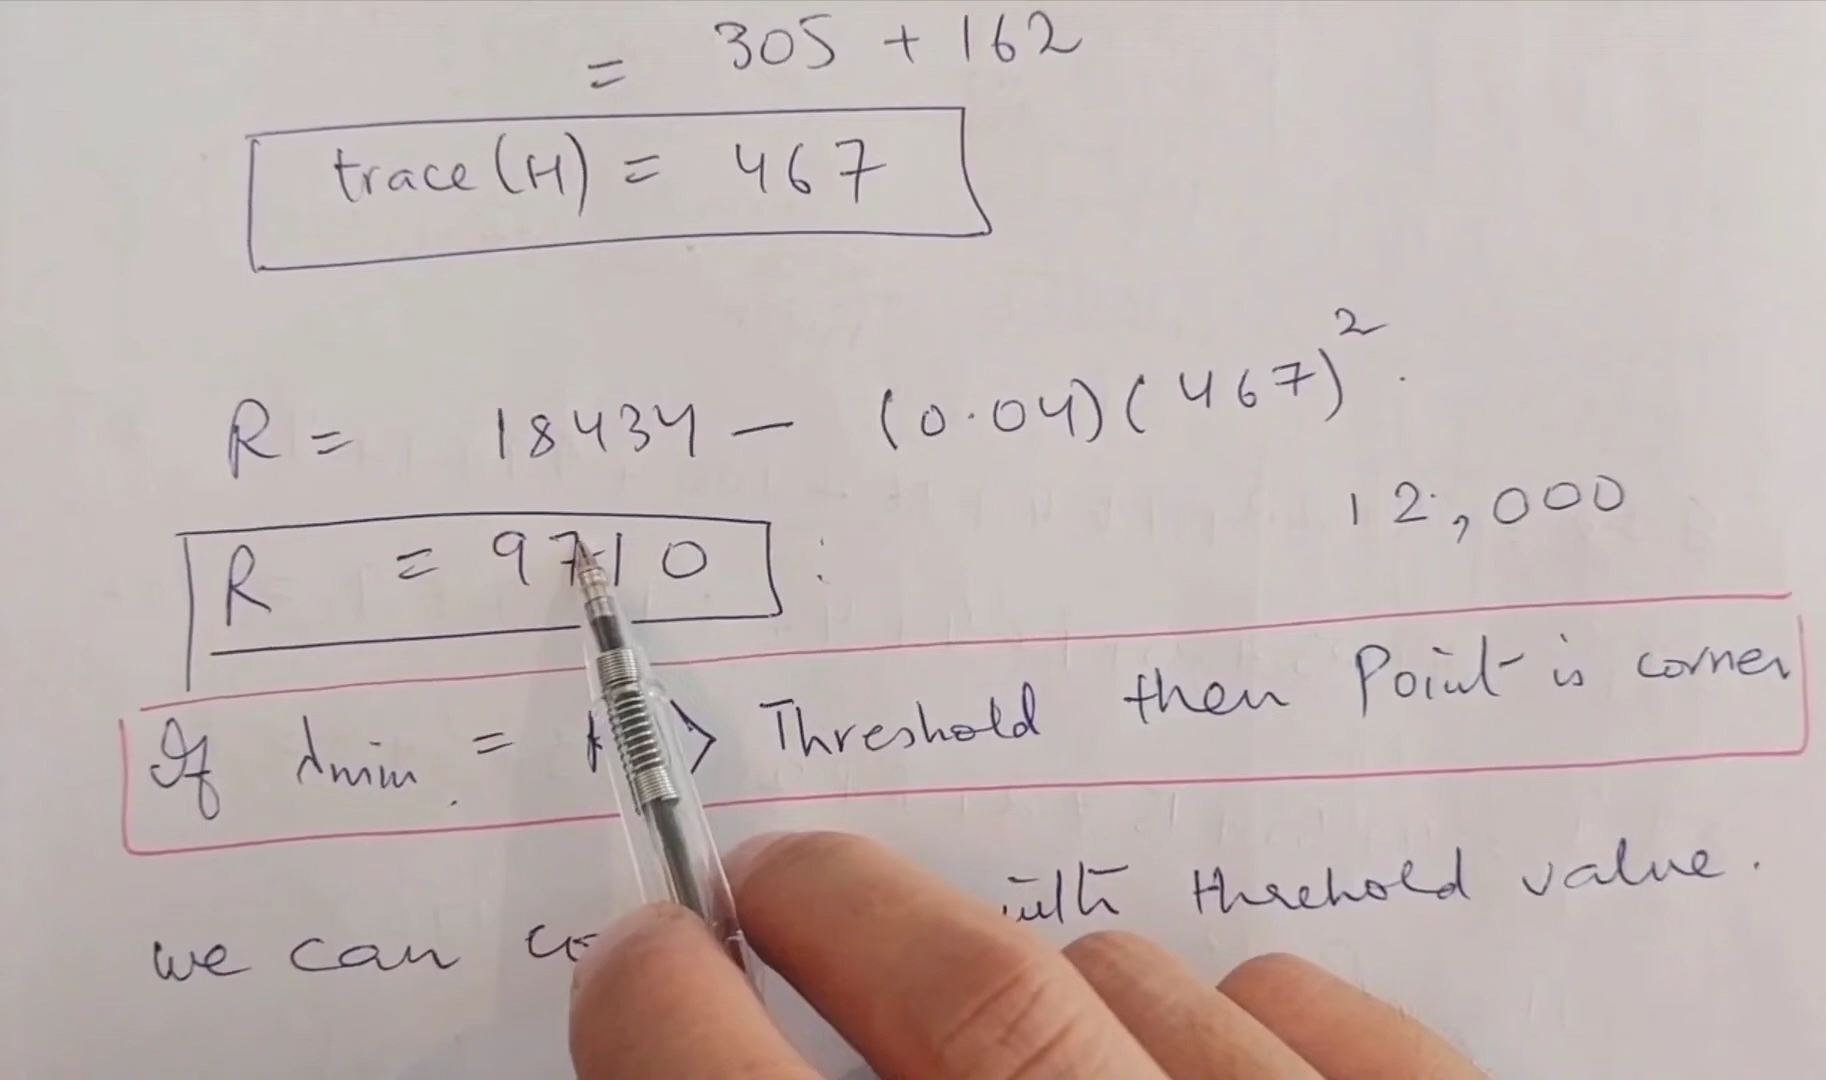 = 305 + 162
trace(H) = 467
R = 18434 - (0.04)(467)²
12,000
R = 9710
If λmin = > Threshold then Point is corner
we can with threhold value.